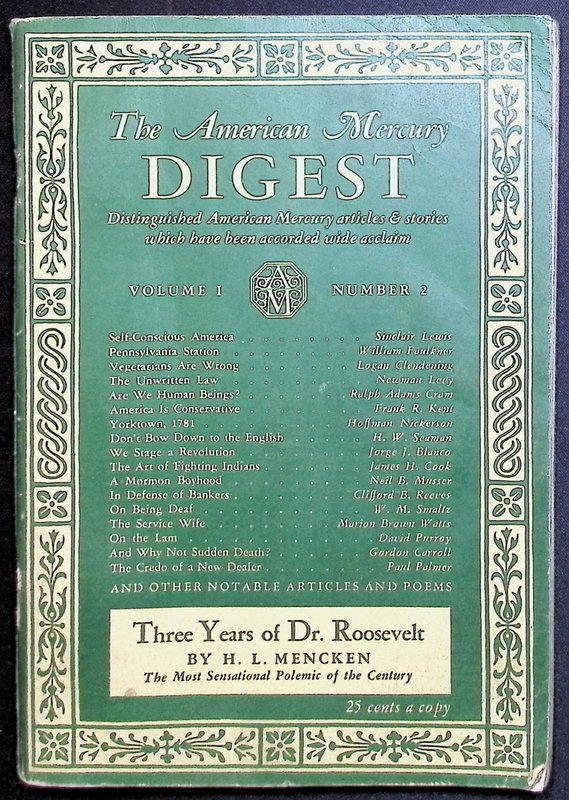 The American Mercury
DIGEST
Distinguished American Mercury articles & stories
which have been accorded wide acclaim
VOLUME I AM NUMBER 2
Self-Conscious America . . . . . . . . . Sinclair Lewis
Pennsylvania Station . . . . . . . . . William Faulkner
Vegetarians Are Wrong . . . . . . . . Logan Clendening
The Unwritten Law . . . . . . . . . . Newman Levy
Are We Human Beings? . . . . . . . . Ralph Adams Cram
America Is Conservative . . . . . . . . Frank R. Kent
Yorktown, 1781 . . . . . . . . . . Hoffman Nickerson
Don't Bow Down to the English . . . . . H. W. Seaman
We Stage a Revolution . . . . . . . . Jorge J. Blanco
The Art of Fighting Indians . . . . . . . James H. Cook
A Mormon Boyhood . . . . . . . . . Neil B. Musser
In Defense of Bankers . . . . . . . . Clifford B. Reeves
On Being Deaf . . . . . . . . . . . W. M. Smaltz
The Service Wife . . . . . . . . . Marion Brown Watts
On the Lam . . . . . . . . . . . . David Purroy
And Why Not Sudden Death? . . . . . . Gordon Carroll
The Credo of a New Dealer . . . . . . . . Paul Palmer
AND OTHER NOTABLE ARTICLES AND POEMS
Three Years of Dr. Roosevelt
BY H. L. MENCKEN
The Most Sensational Polemic of the Century
25 cents a copy